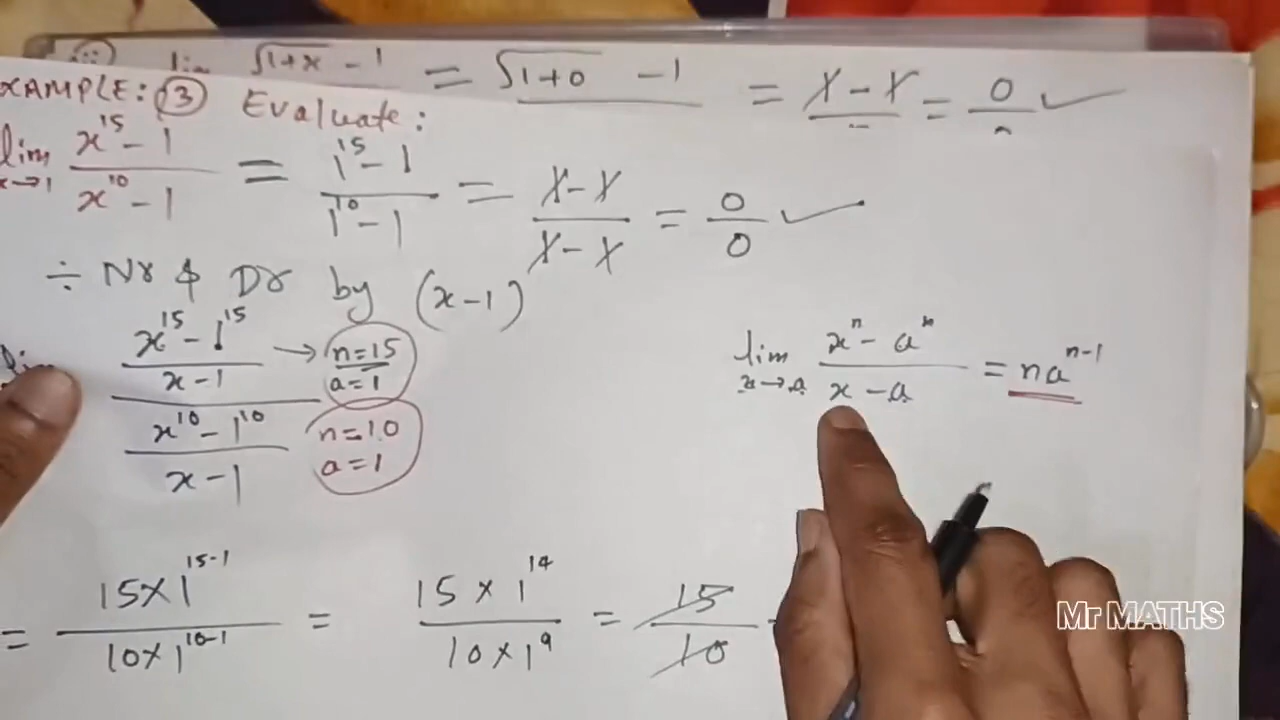 lim √1+x - 1 = √1+0 - 1 = 1-1 = 0 ✓
EXAMPLE: 3 Evaluate:
lim x→1 x^15 - 1 / x^10 - 1 = 1^15 - 1 / 1^10 - 1 = 1-1 / 1-1 = 0 / 0 ✓
÷ Nr & Dr by (x-1)
x^15 - 1^15 / x-1 → n=15 a=1
x^10 - 1^10 / x-1 n=10 a=1
lim x→a x^n - a^n / x - a = na^n-1
= 15×1^15-1 / 10×1^10-1 = 15×1^14 / 10×1^9 = 15 / 10
Mr MATHS